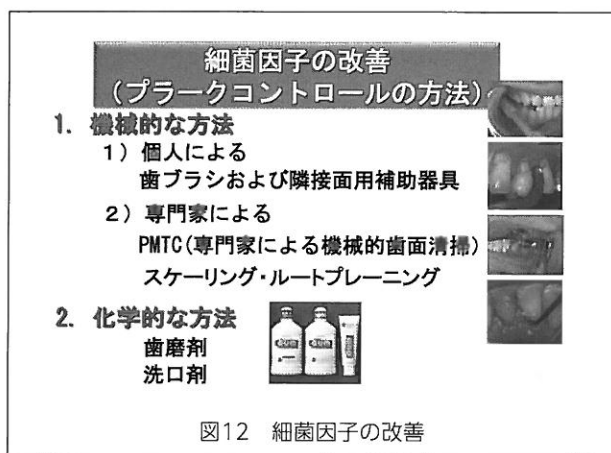 細菌因子の改善
(プラークコントロールの方法)
1. 機械的な方法
1) 個人による
歯ブラシおよび隣接面用補助器具
2) 専門家による
PMTC(専門家による機械的歯面清掃)
スケーリング・ルートプレーニング
2. 化学的な方法
歯磨剤
洗口剤
図12 細菌因子の改善